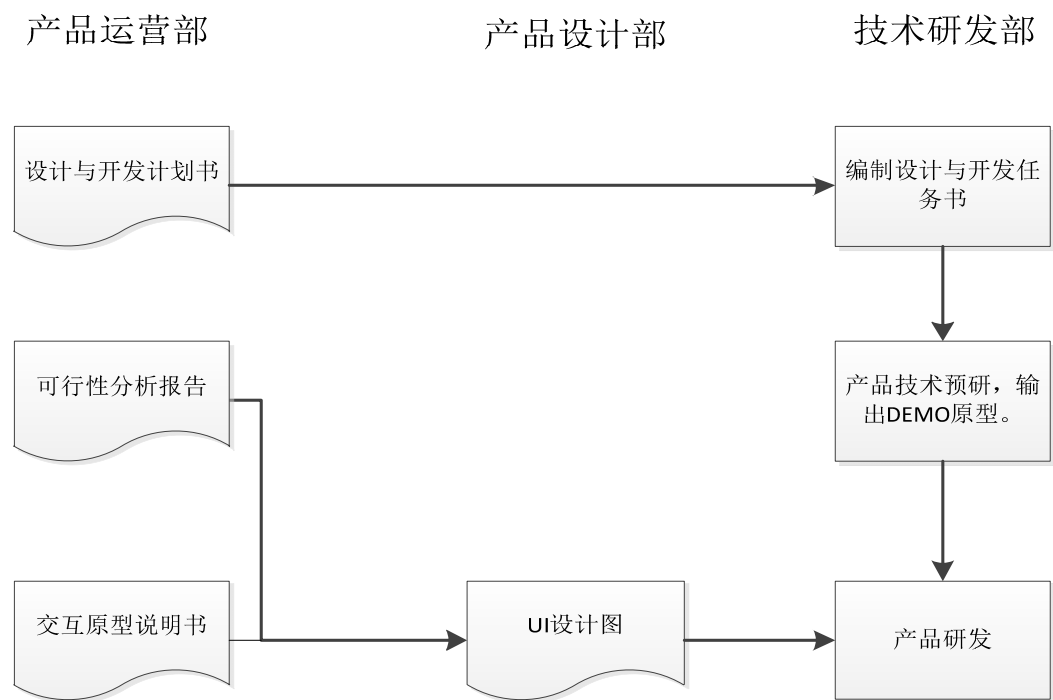 产品运营部
产品设计部
技术研发部
设计与开发计划书
编制设计与开发任
务书
可行性分析报告
产品技术预研，输
出DEMO原型。
交互原型说明书
UI设计图
产品研发